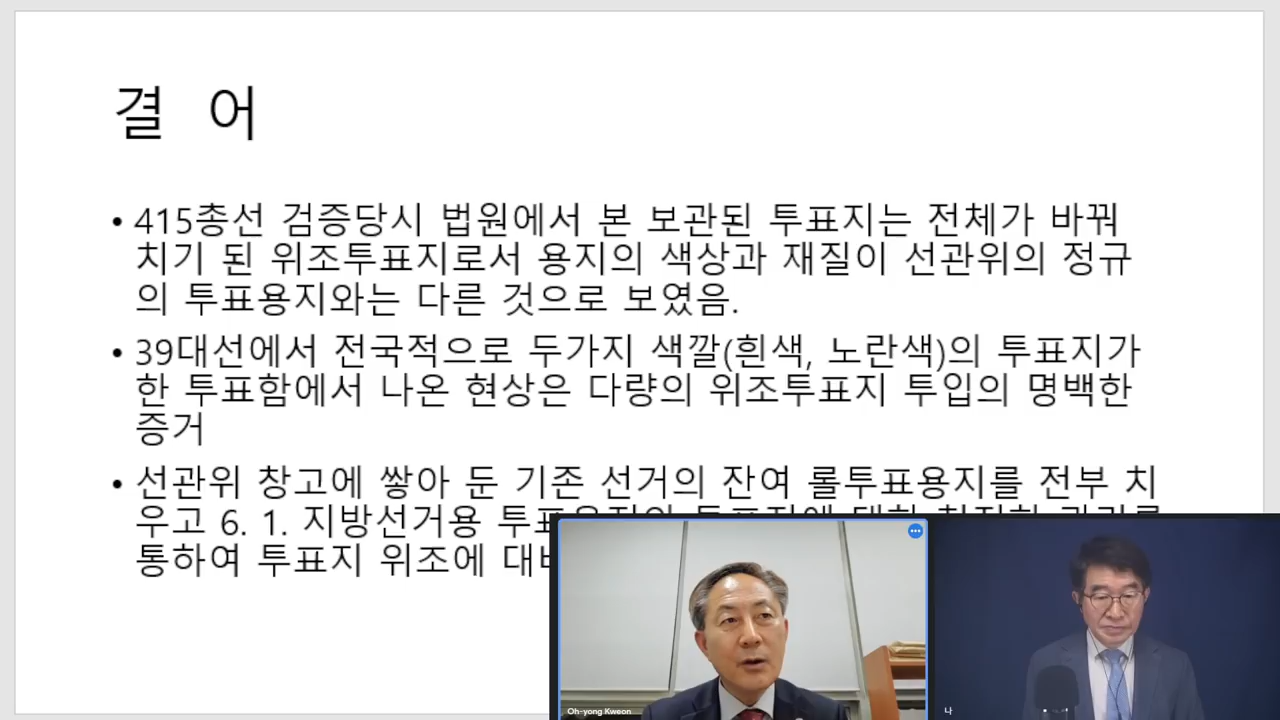 결 어
• 415총선 검증당시 법원에서 본 보관된 투표지는 전체가 바꿔
치기 된 위조투표지로서 용지의 색상과 재질이 선관위의 정규
의 투표용지와는 다른 것으로 보였음.
• 39대선에서 전국적으로 두가지 색깔(흰색, 노란색)의 투표지가
한 투표함에서 나온 현상은 다량의 위조투표지 투입의 명백한
증거
• 선관위 창고에 쌓아 둔 기존 선거의 잔여 롤투표용지를 전부 치
우고 6. 1. 지방선거용
통하여 투표지 위조에
Oh-yong Kweon
나